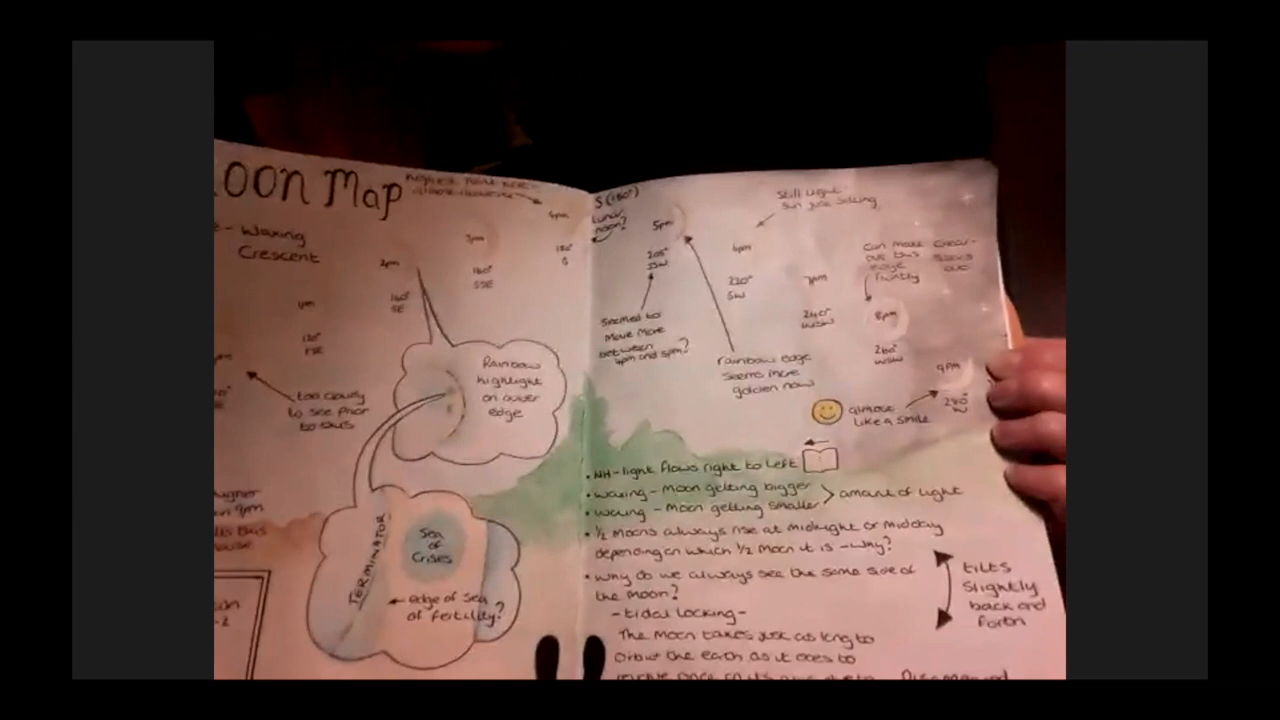 OON Map
Waxing
Crescent
4pm
180°
S
3pm
160°
SSE
2pm
140°
SE
1pm
120°
ESE
too cloudy
to see prior
to this
Rainbow
highlight
on outer
edge
TERMINATOR
Sea
of
Crises
edge of Sea
of fertility?
S (180°)
Lunar
noon?
5pm
205°
SSW
Seemed to
move more
between
4pm and 5pm?
Still light
sun just setting
6pm
220°
SW
7pm
240°
WSW
rainbow edge
seems more
golden now
Can make
out this
edge
faintly
8pm
260°
WSW
9pm
280°
W
almost
like a smile
• NH - light flows right to left
• waxing - Moon getting bigger
• waning - Moon getting smaller
amount of light
• 1/2 Moons always rise at midnight or midday
depending on which 1/2 moon it is - why?
• Why do we always see the same side of
the moon?
- tidal locking -
The Moon takes just as long to
orbit the earth as it does to
tilts
slightly
back and
forth